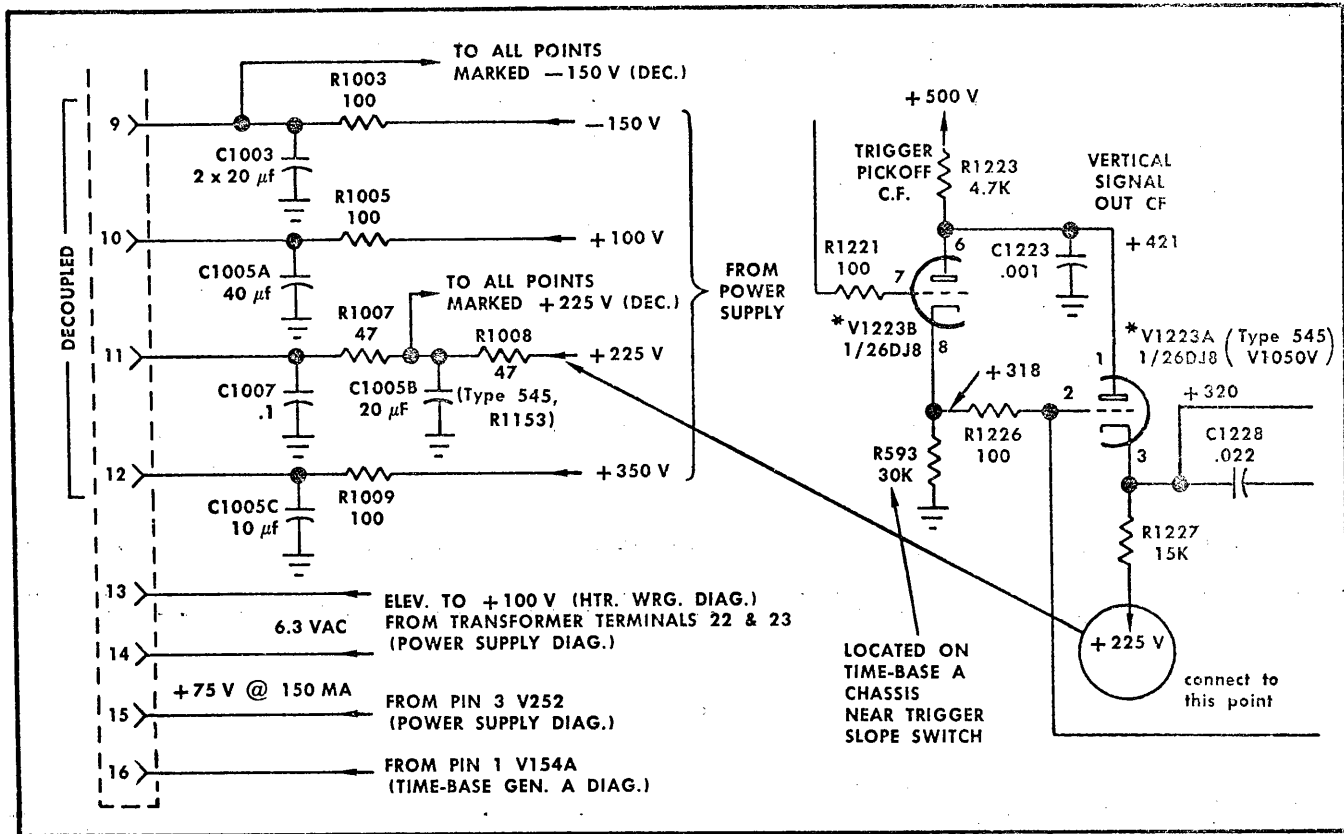 TO ALL POINTS
MARKED —150 V (DEC.)
R1003
100
9
—150 V
C1003
2 x 20 μf
R1005
100
10
+100 V
C1005A
40 μf
TO ALL POINTS
MARKED +225 V (DEC.)
R1007
47
R1008
47
11
+225 V
C1007
.1
C1005B
20 μF
(Type 545,
R1153)
12
+350 V
R1009
100
C1005C
10 μf
DECOUPLED
FROM
POWER
SUPPLY
13
ELEV. TO +100 V (HTR. WRG. DIAG.)
FROM TRANSFORMER TERMINALS 22 & 23
(POWER SUPPLY DIAG.)
6.3 VAC
14
+75 V @ 150 MA
15
FROM PIN 3 V252
(POWER SUPPLY DIAG.)
16
FROM PIN 1 V154A
(TIME-BASE GEN. A DIAG.)
+500 V
TRIGGER
PICKOFF
C.F.
R1223
4.7K
VERTICAL
SIGNAL
OUT CF
6
C1223
.001
+421
R1221
100
7
*V1223B
1/26DJ8
8
*V1223A
1/26DJ8
(Type 545)
V1050V
1
+318
2
+320
R1226
100
C1228
.022
3
R593
30K
R1227
15K
LOCATED ON
TIME-BASE A
CHASSIS
NEAR TRIGGER
SLOPE SWITCH
+225 V
connect to
this point